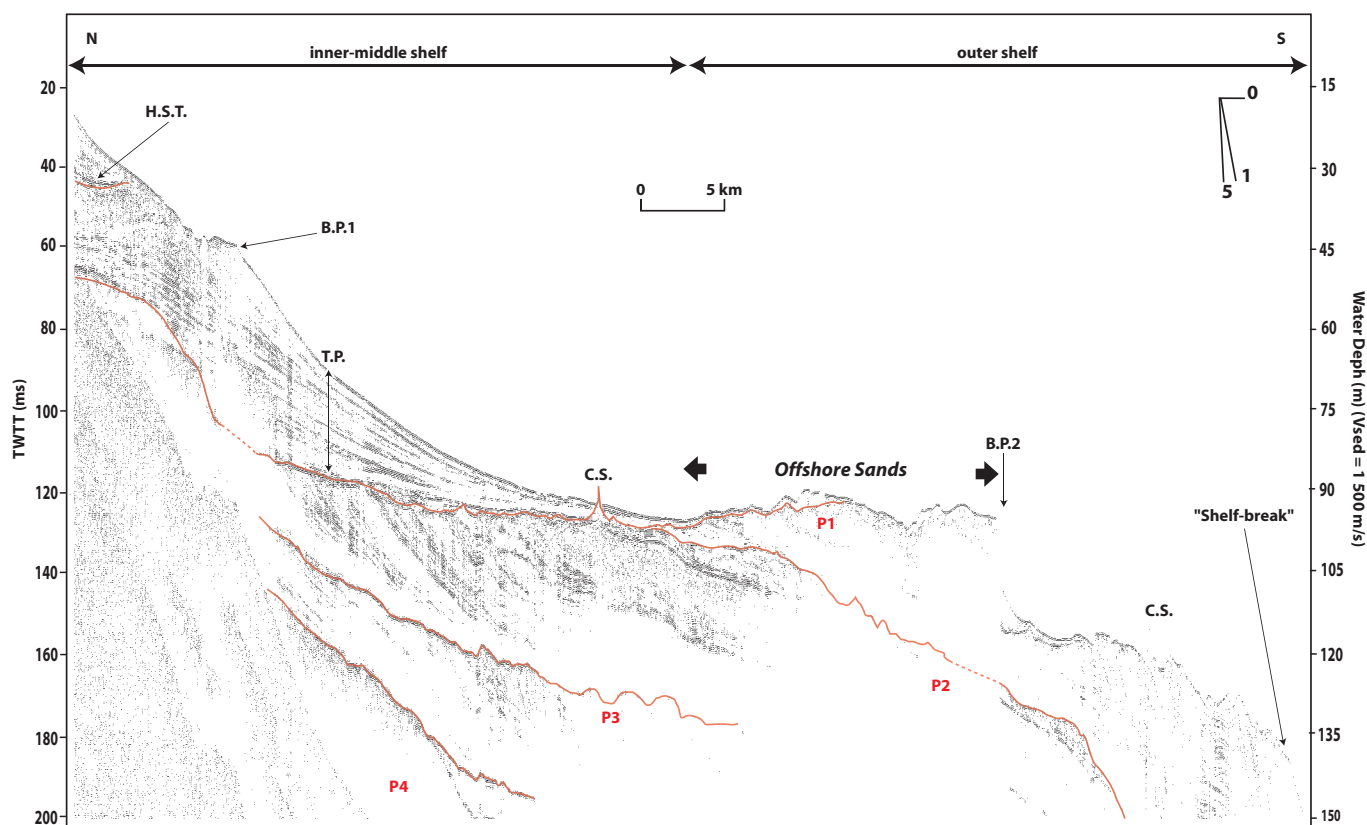 N
S
inner-middle shelf
outer shelf
20
40
60
80
100
120
140
160
180
200
TWTT (ms)
H.S.T.
B.P.1
T.P.
C.S.
0 5 km
Offshore Sands
B.P.2
"Shelf-break"
C.S.
P1
P2
P3
P4
0
1
5
15
30
45
60
75
90
105
120
135
150
Water Deph (m) (Vsed = 1 500 m/s)